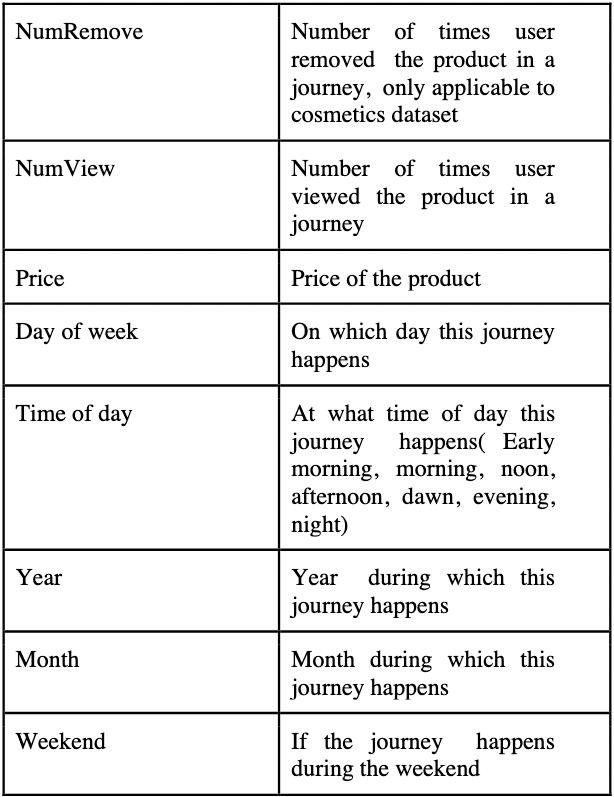 NumRemove
Number of times user
removed the product in a
journey, only applicable to
cosmetics dataset
NumView
Number of times user
viewed the product in a
journey
Price
Price of the product
Day of week
On which day this journey
happens
Time of day
At what time of day this
journey happens( Early
morning, morning, noon,
afternoon, dawn, evening,
night)
Year
Year during which this
journey happens
Month
Month during which this
journey happens
Weekend
If the journey happens
during the weekend